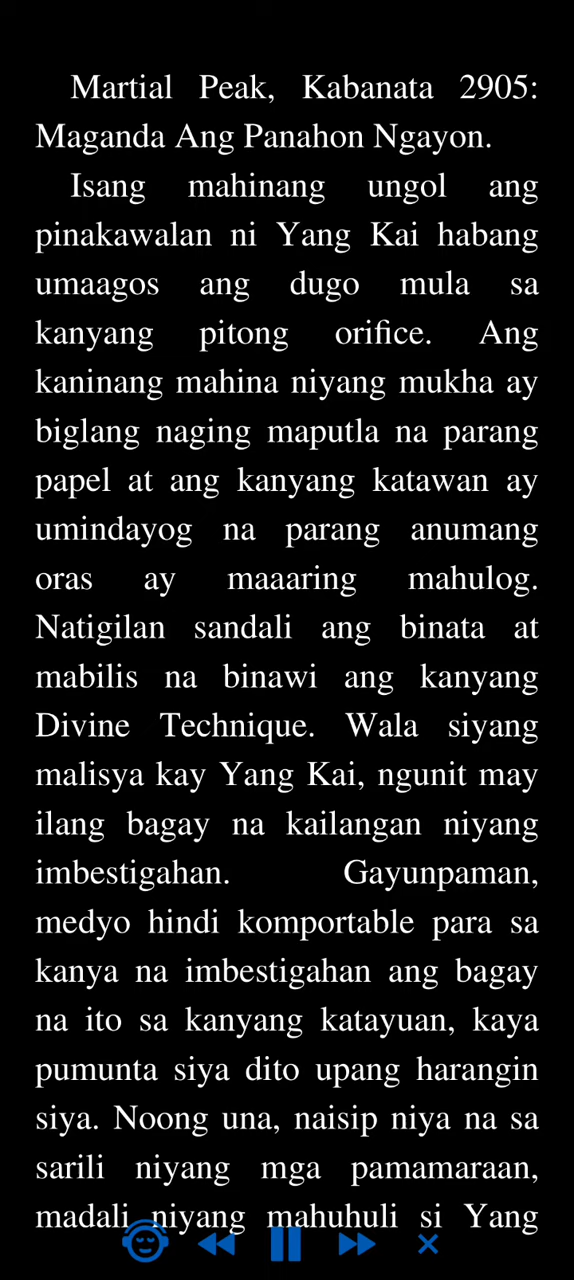 Martial Peak, Kabanata 2905:
Maganda Ang Panahon Ngayon.
Isang mahinang ungol ang
pinakawalan ni Yang Kai habang
umaagos ang dugo mula sa
kanyang pitong orifice. Ang
kaninang mahina niyang mukha ay
biglang naging maputla na parang
papel at ang kanyang katawan ay
umindayog na parang anumang
oras ay maaaring mahulog.
Natigilan sandali ang binata at
mabilis na binawi ang kanyang
Divine Technique. Wala siyang
malisya kay Yang Kai, ngunit may
ilang bagay na kailangan niyang
imbestigahan. Gayunpaman,
medyo hindi komportable para sa
kanya na imbestigahan ang bagay
na ito sa kanyang katayuan, kaya
pumunta siya dito upang harangin
siya. Noong una, naisip niya na sa
sarili niyang mga pamamaraan,
madali niyang mahuhuli si Yang